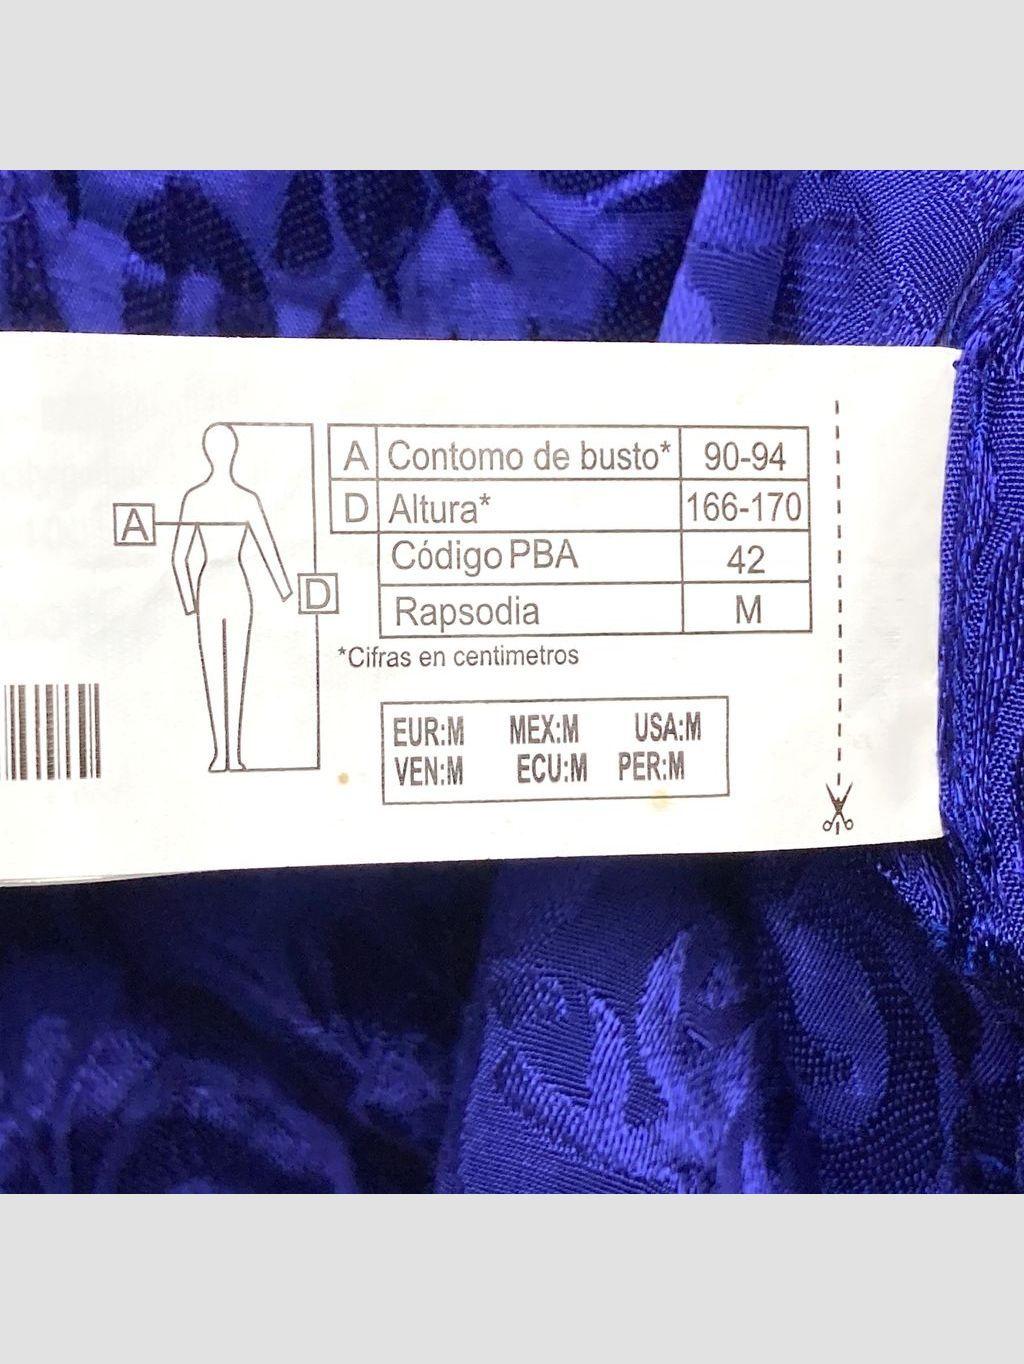 A Contomo de busto* 90-94
D Altura* 166-170
Código PBA 42
Rapsodia M
*Cifras en centimetros
A
D
EUR:M MEX:M USA:M
VEN:M ECU:M PER:M